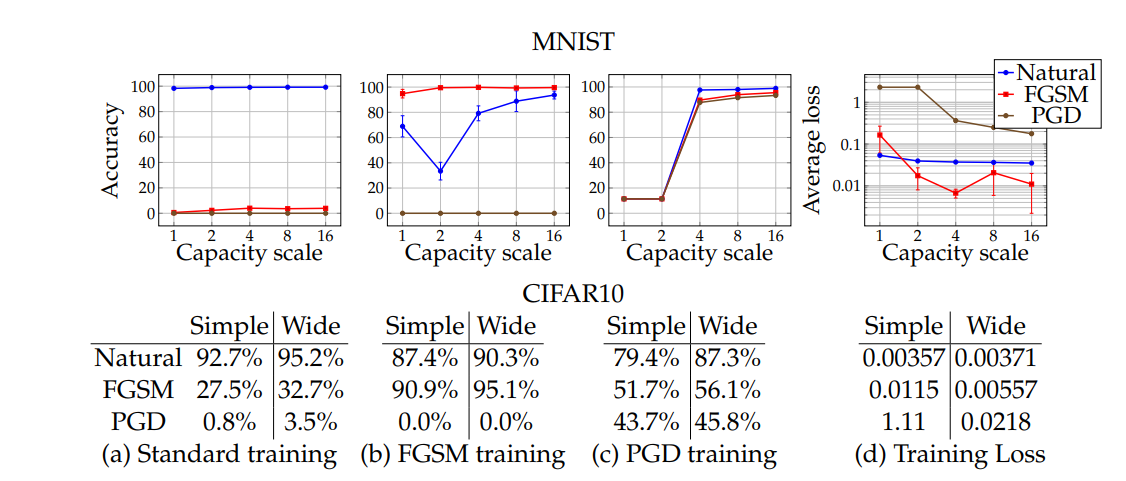 MNIST
Accuracy
100
80
60
40
20
0
1 2 4 8 16
Capacity scale
100
80
60
40
20
0
1 2 4 8 16
Capacity scale
100
80
60
40
20
0
1 2 4 8 16
Capacity scale
Average loss
1
0.1
0.01
1 2 4 8 16
Capacity scale
Natural
FGSM
PGD
CIFAR10
Simple Wide Simple Wide Simple Wide Simple Wide
Natural 92.7% 95.2% 87.4% 90.3% 79.4% 87.3% 0.00357 0.00371
FGSM 27.5% 32.7% 90.9% 95.1% 51.7% 56.1% 0.0115 0.00557
PGD 0.8% 3.5% 0.0% 0.0% 43.7% 45.8% 1.11 0.0218
(a) Standard training (b) FGSM training (c) PGD training (d) Training Loss